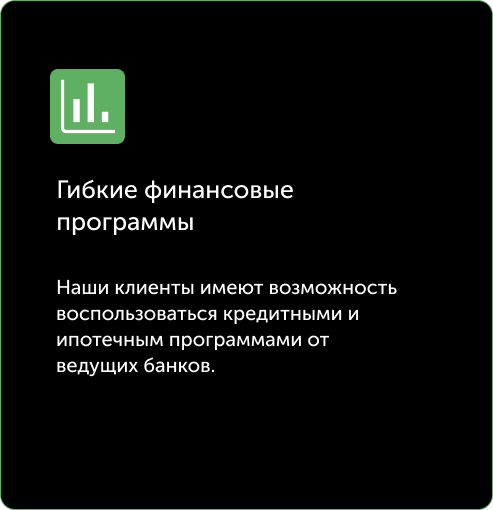 Гибкие финансовые
программы
Наши клиенты имеют возможность
воспользоваться кредитными и
ипотечным программами от
ведущих банков.